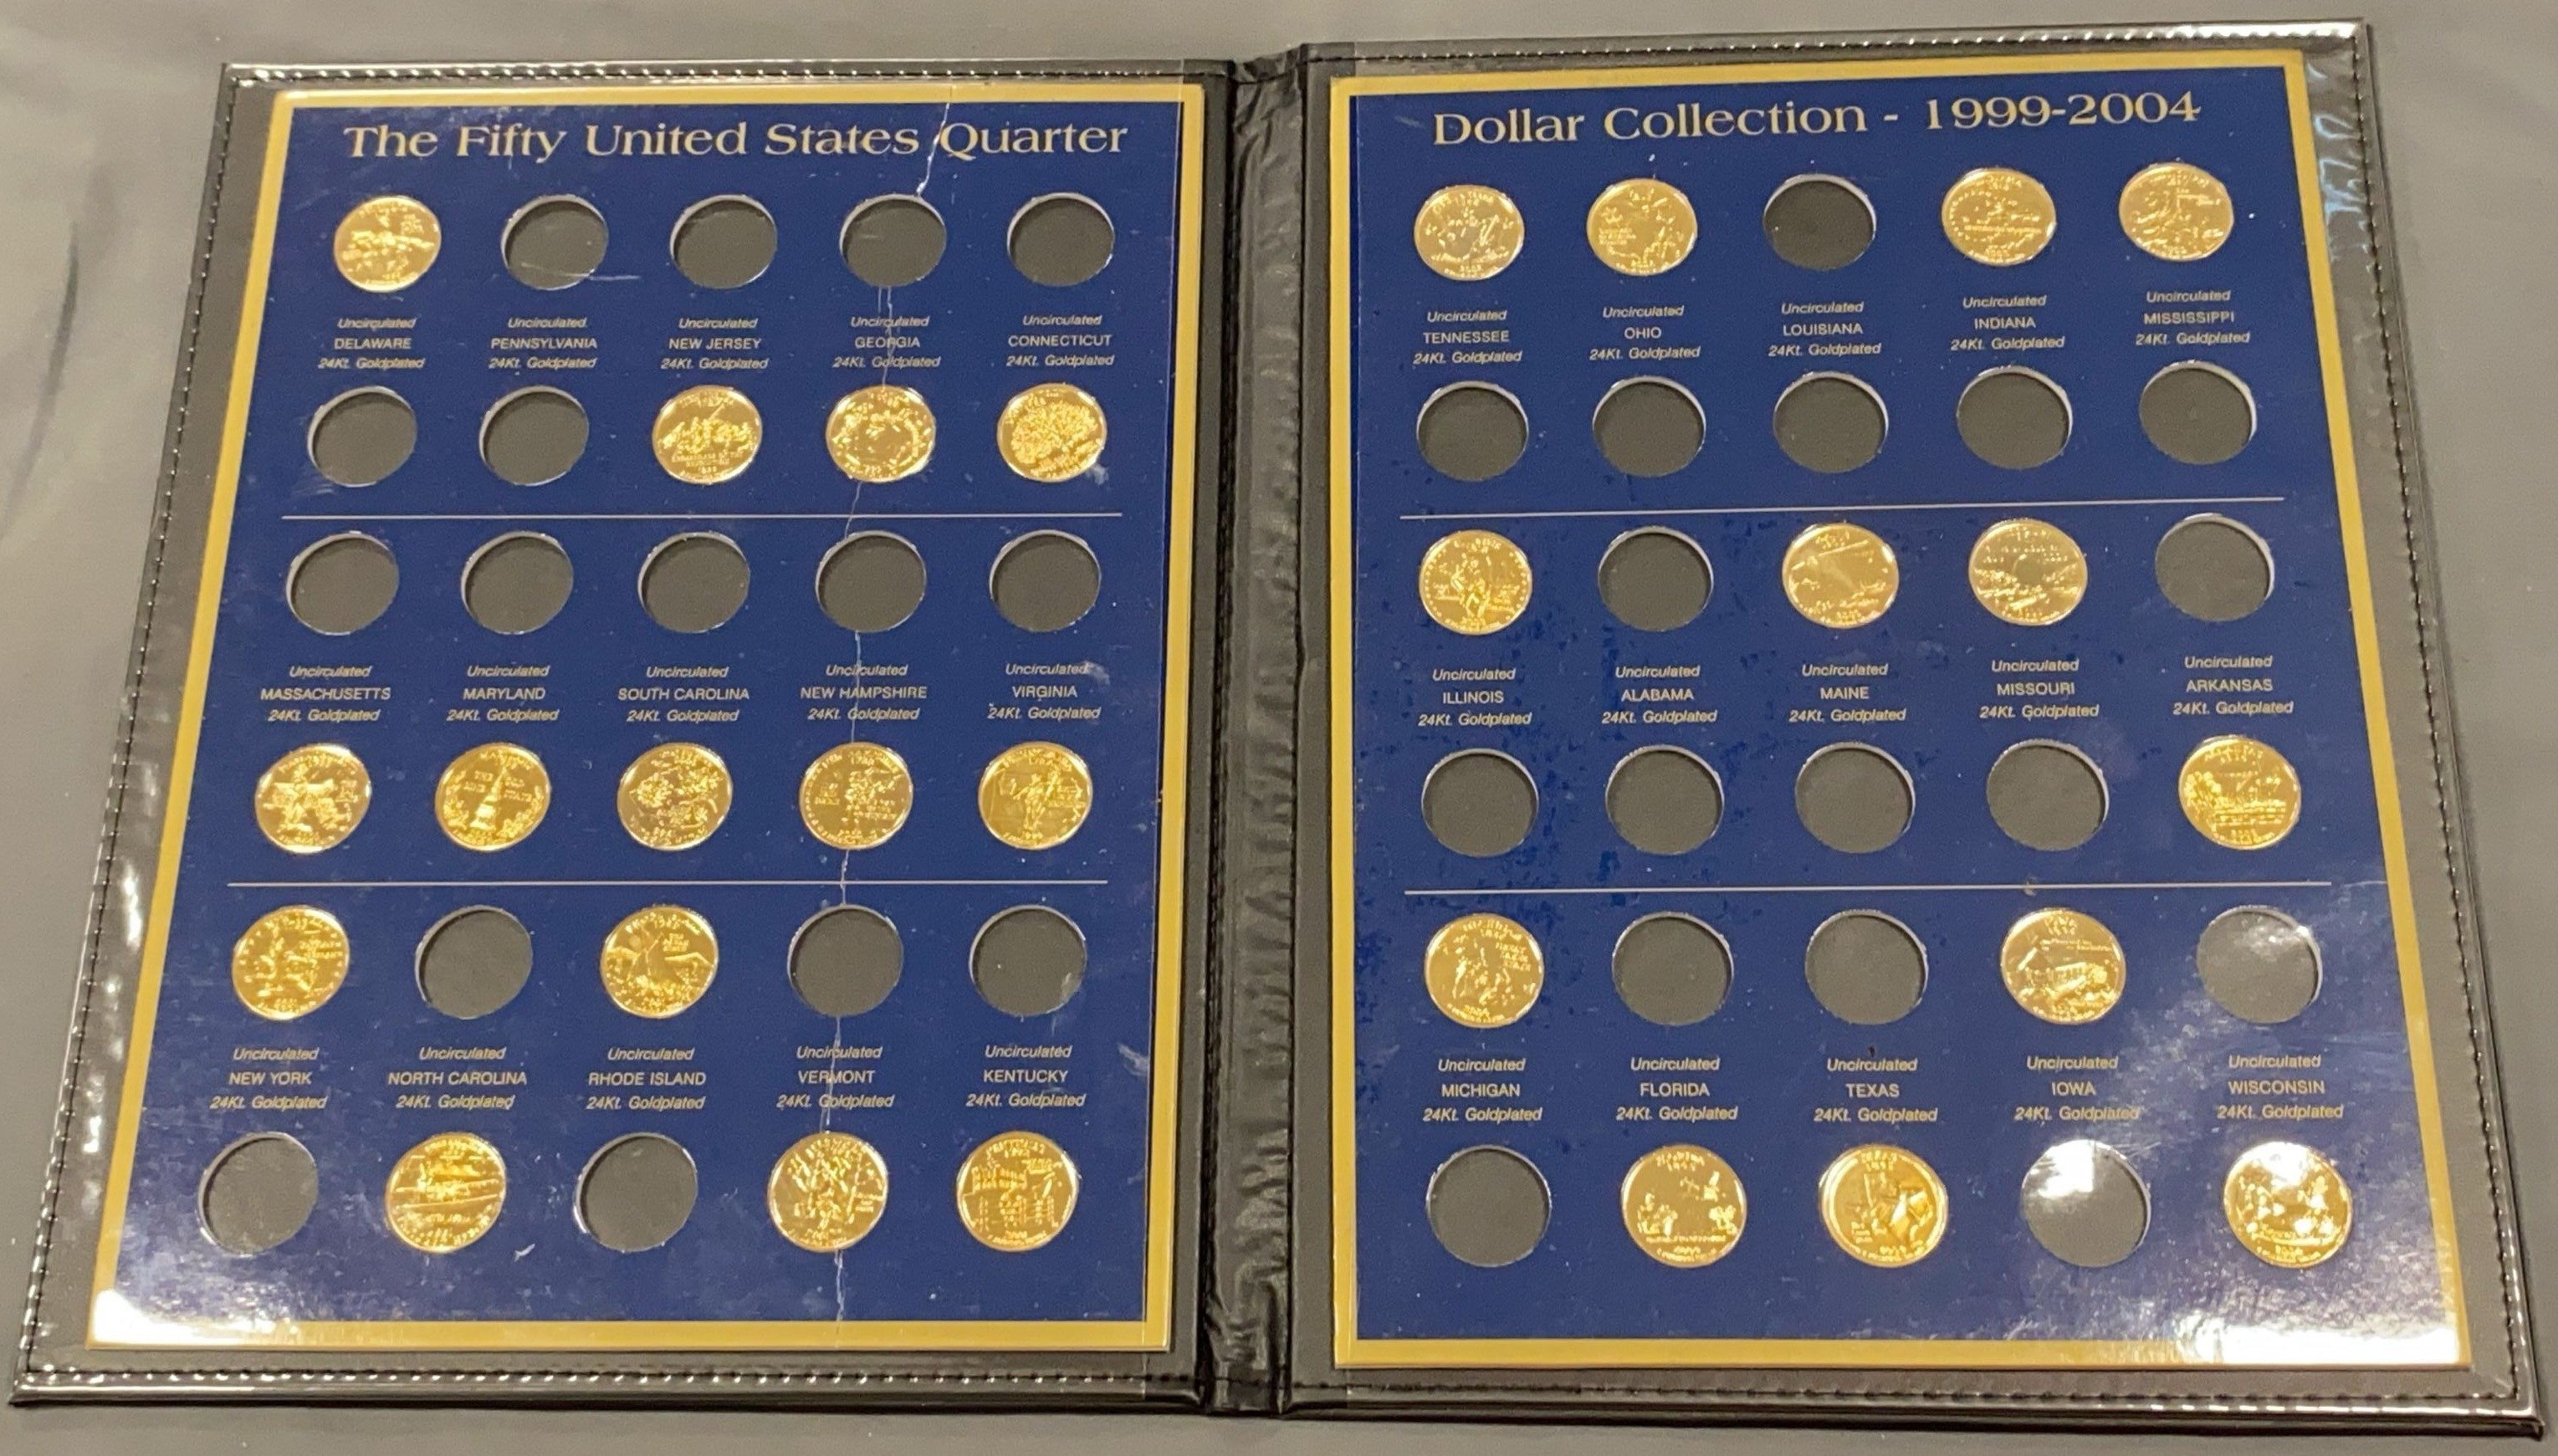 The Fifty United States Quarter
Uncirculated
DELAWARE
24Kt. Goldplated
Uncirculated
PENNSYLVANIA
24Kt. Goldplated
Uncirculated
NEW JERSEY
24Kt. Goldplated
Uncirculated
GEORGIA
24Kt. Goldplated
Uncirculated
CONNECTICUT
24Kt. Goldplated
Uncirculated
MASSACHUSETTS
24Kt. Goldplated
Uncirculated
MARYLAND
24Kt. Goldplated
Uncirculated
SOUTH CAROLINA
24Kt. Goldplated
Uncirculated
NEW HAMPSHIRE
24Kt. Goldplated
Uncirculated
VIRGINIA
24Kt. Goldplated
Uncirculated
NEW YORK
24Kt. Goldplated
Uncirculated
NORTH CAROLINA
24Kt. Goldplated
Uncirculated
RHODE ISLAND
24Kt. Goldplated
Uncirculated
VERMONT
24Kt. Goldplated
Uncirculated
KENTUCKY
24Kt. Goldplated
Dollar Collection - 1999-2004
Uncirculated
TENNESSEE
24Kt. Goldplated
Uncirculated
OHIO
24Kt. Goldplated
Uncirculated
LOUISIANA
24Kt. Goldplated
Uncirculated
INDIANA
24Kt. Goldplated
Uncirculated
MISSISSIPPI
24Kt. Goldplated
Uncirculated
ILLINOIS
24Kt. Goldplated
Uncirculated
ALABAMA
24Kt. Goldplated
Uncirculated
MAINE
24Kt. Goldplated
Uncirculated
MISSOURI
24Kt. Goldplated
Uncirculated
ARKANSAS
24Kt. Goldplated
Uncirculated
MICHIGAN
24Kt. Goldplated
Uncirculated
FLORIDA
24Kt. Goldplated
Uncirculated
TEXAS
24Kt. Goldplated
Uncirculated
IOWA
24Kt. Goldplated
Uncirculated
WISCONSIN
24Kt. Goldplated